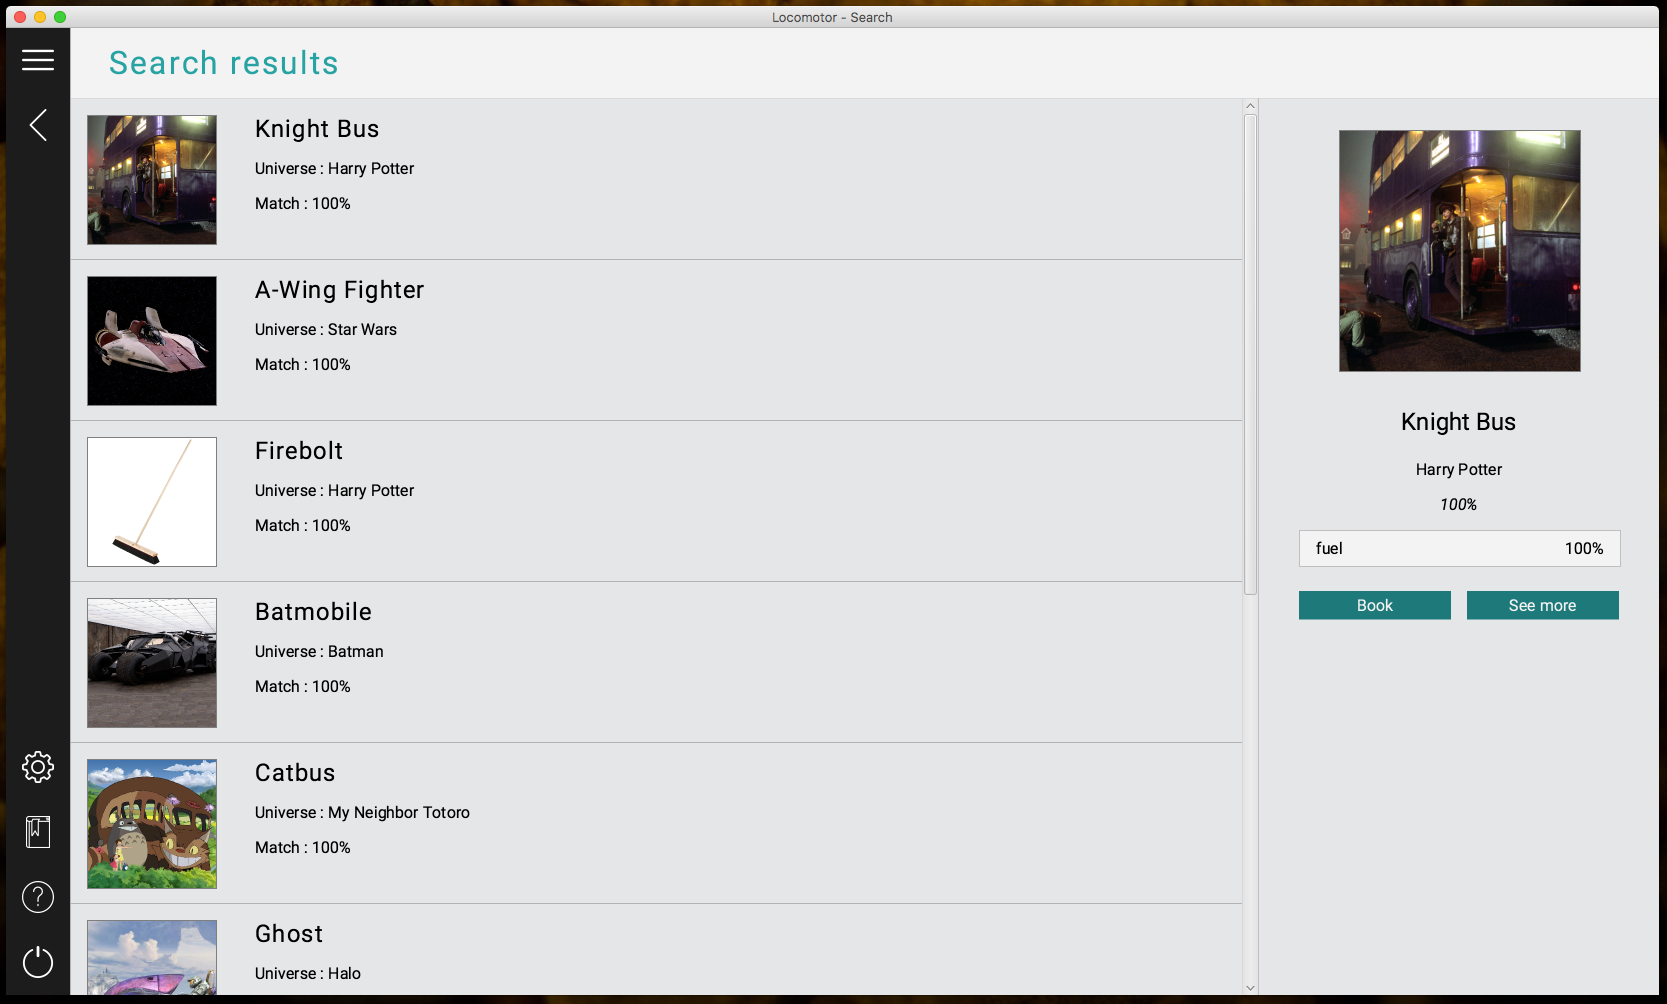 Locomotor - Search
Search results
Knight Bus
Universe : Harry Potter
Match : 100%
A-Wing Fighter
Universe : Star Wars
Match : 100%
Firebolt
Universe : Harry Potter
Match : 100%
Batmobile
Universe : Batman
Match : 100%
Catbus
Universe : My Neighbor Totoro
Match : 100%
Ghost
Universe : Halo
Knight Bus
Harry Potter
100%
fuel 100%
Book See more